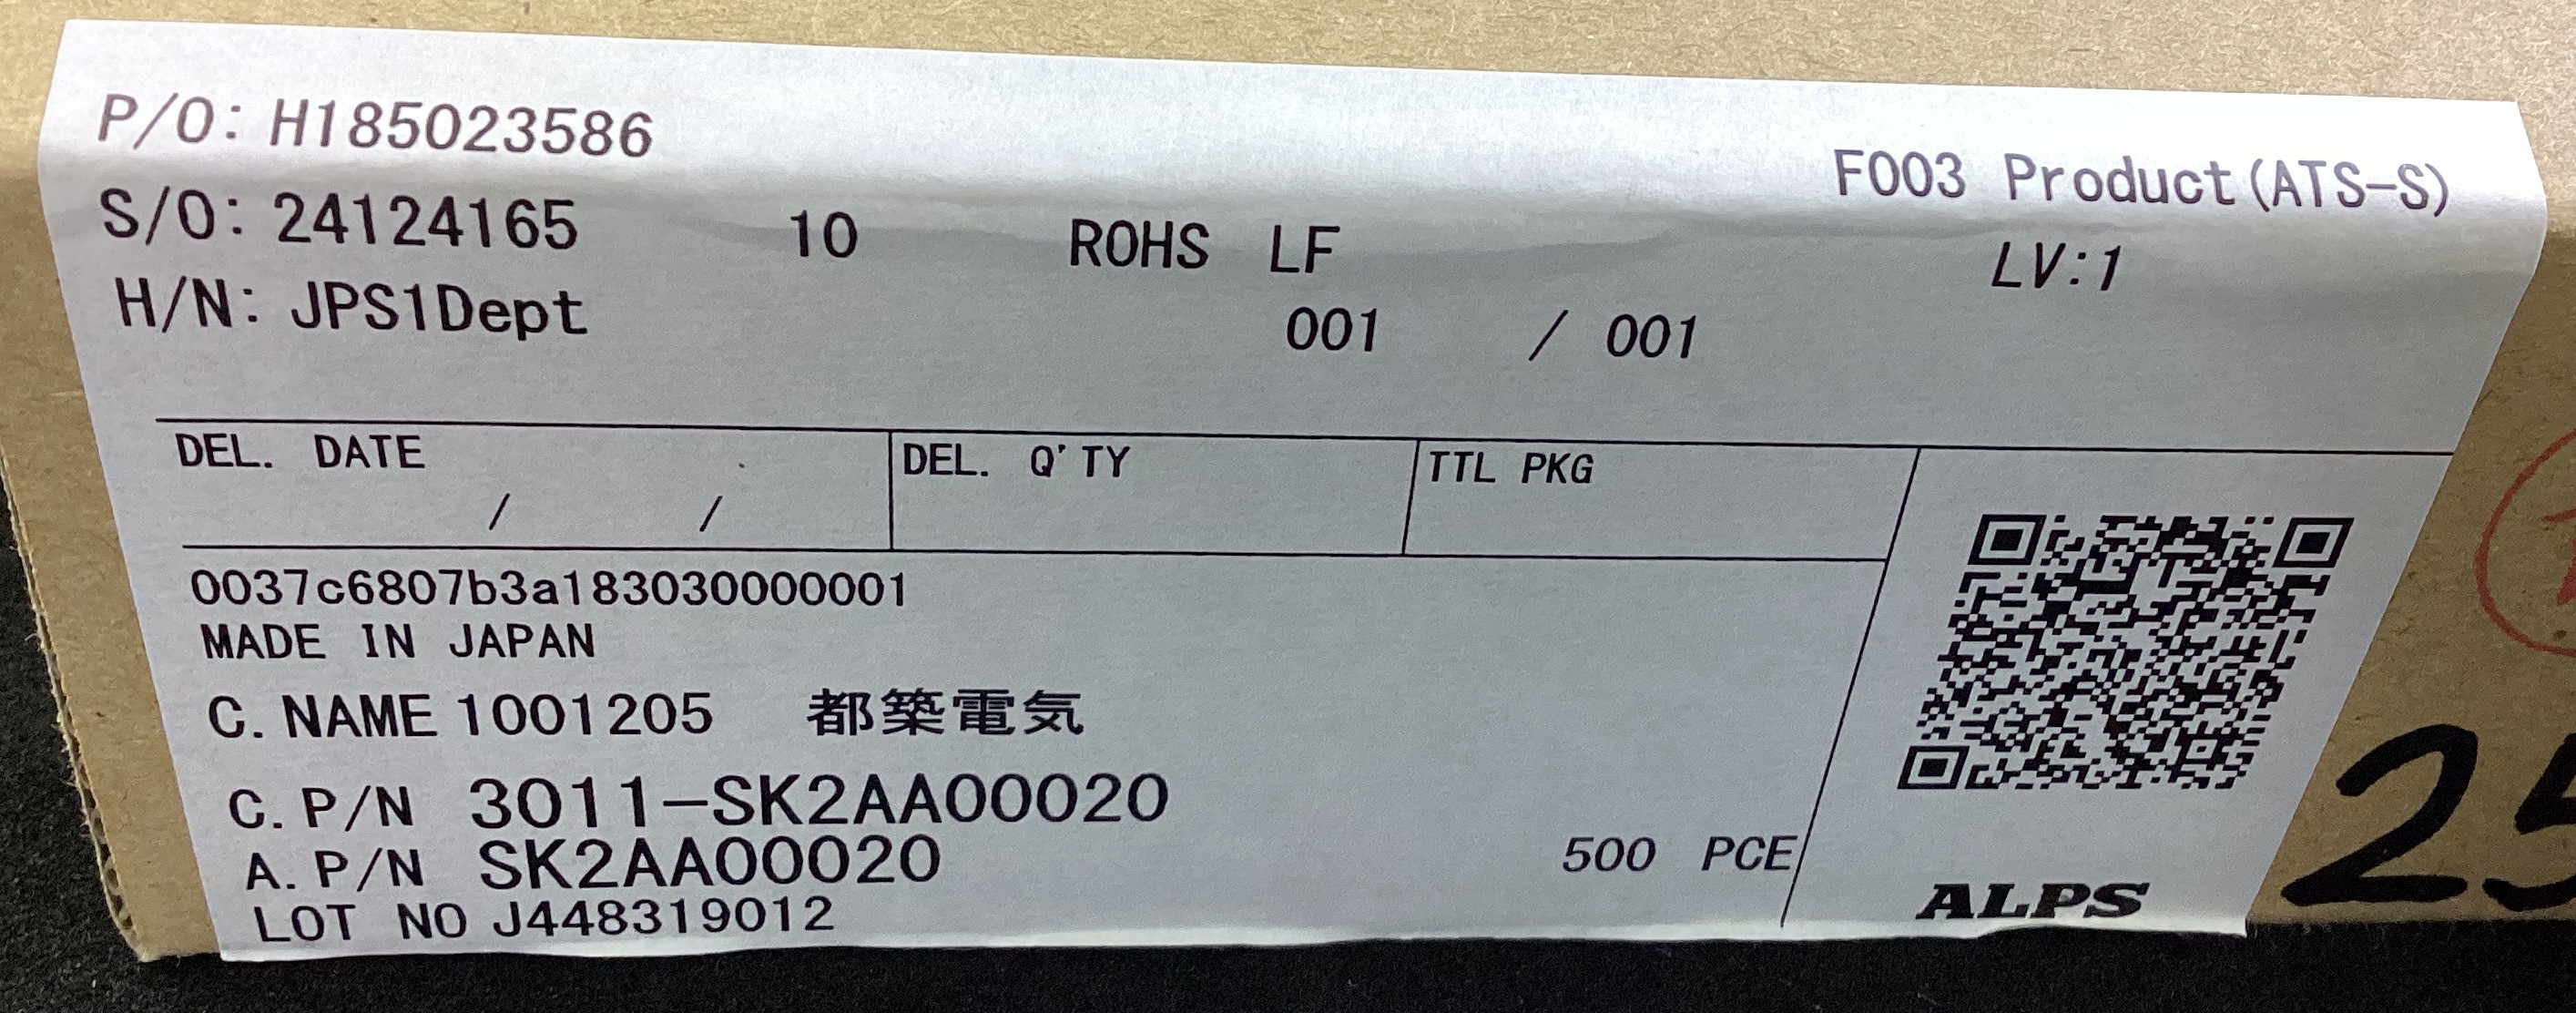 P/O: H185023586
F003 Product(ATS-S)
S/O: 24124165 10 ROHS LF LV:1
H/N: JPS1Dept 001 / 001
DEL. DATE DEL. Q'TY TTL PKG
/ /
0037c6807b3a183030000001
MADE IN JAPAN
C. NAME 1001205 都築電気
C. P/N 3011-SK2AA00020
A. P/N SK2AA00020 500 PCE
LOT NO J448319012
ALPS
25